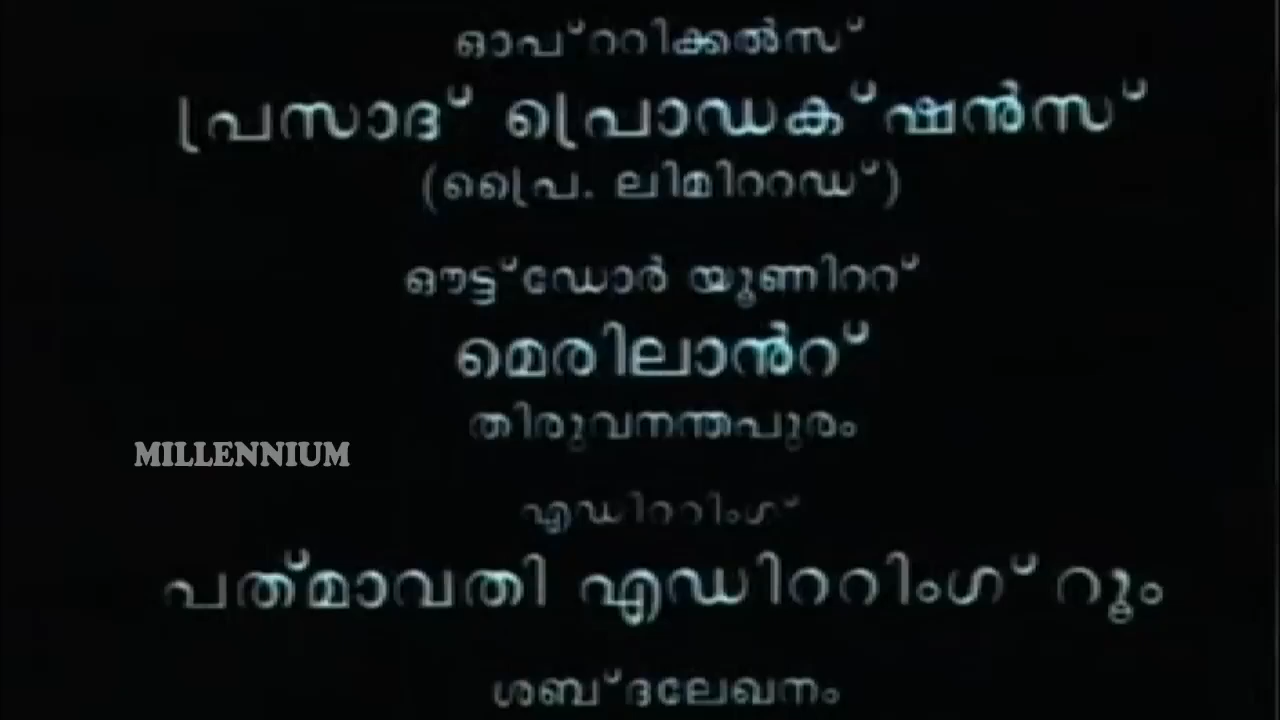 ഓപ്ററിക്കൽസ്
പ്രസാദ് പ്രൊഡക്ഷൻസ്
(പ്രൈ. ലിമിററഡ്)
ഔട്ട്ഡോർ യൂണിററ്
മെരിലാൻറ്
തിരുവനന്തപുരം
MILLENNIUM
എഡിററിംഗ്
പത്മാവതി എഡിററിംഗ് റൂം
ശബ്ദലേഖനം